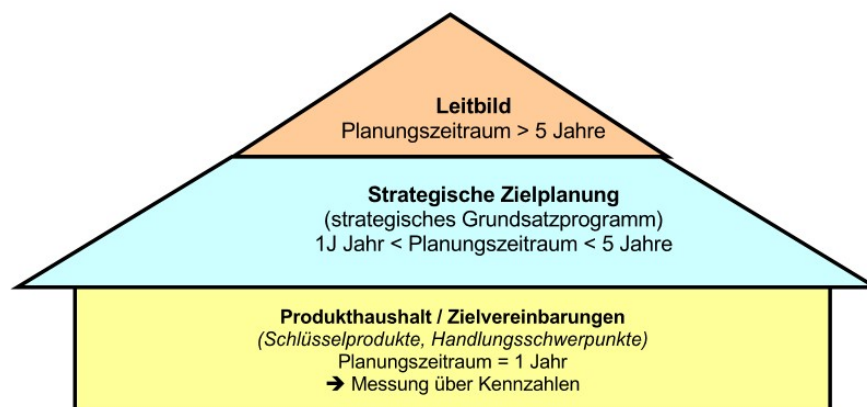 Leitbild
Planungszeitraum > 5 Jahre
Strategische Zielplanung
(strategisches Grundsatzprogramm)
1J Jahr < Planungszeitraum < 5 Jahre
Produkthaushalt / Zielvereinbarungen
(Schlüsselprodukte, Handlungsschwerpunkte)
Planungszeitraum = 1 Jahr
➔ Messung über Kennzahlen